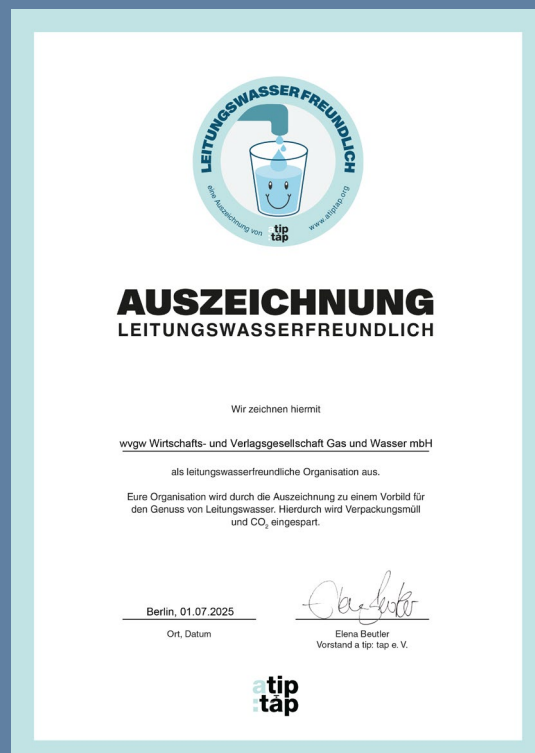 LEITUNGSWASSERFREUNDLICH
eine Auszeichnung von
a tip
: tap
www.atiptap.org
AUSZEICHNUNG
LEITUNGSWASSERFREUNDLICH
Wir zeichnen hiermit
wvgw Wirtschafts- und Verlagsgesellschaft Gas und Wasser mbH
als leitungswasserfreundliche Organisation aus.
Eure Organisation wird durch die Auszeichnung zu einem Vorbild für
den Genuss von Leitungswasser. Hierdurch wird Verpackungsmüll
und CO₂ eingespart.
Berlin, 01.07.2025
Ort, Datum
Elena Beutler
Vorstand a tip: tap e. V.
a tip
: tap